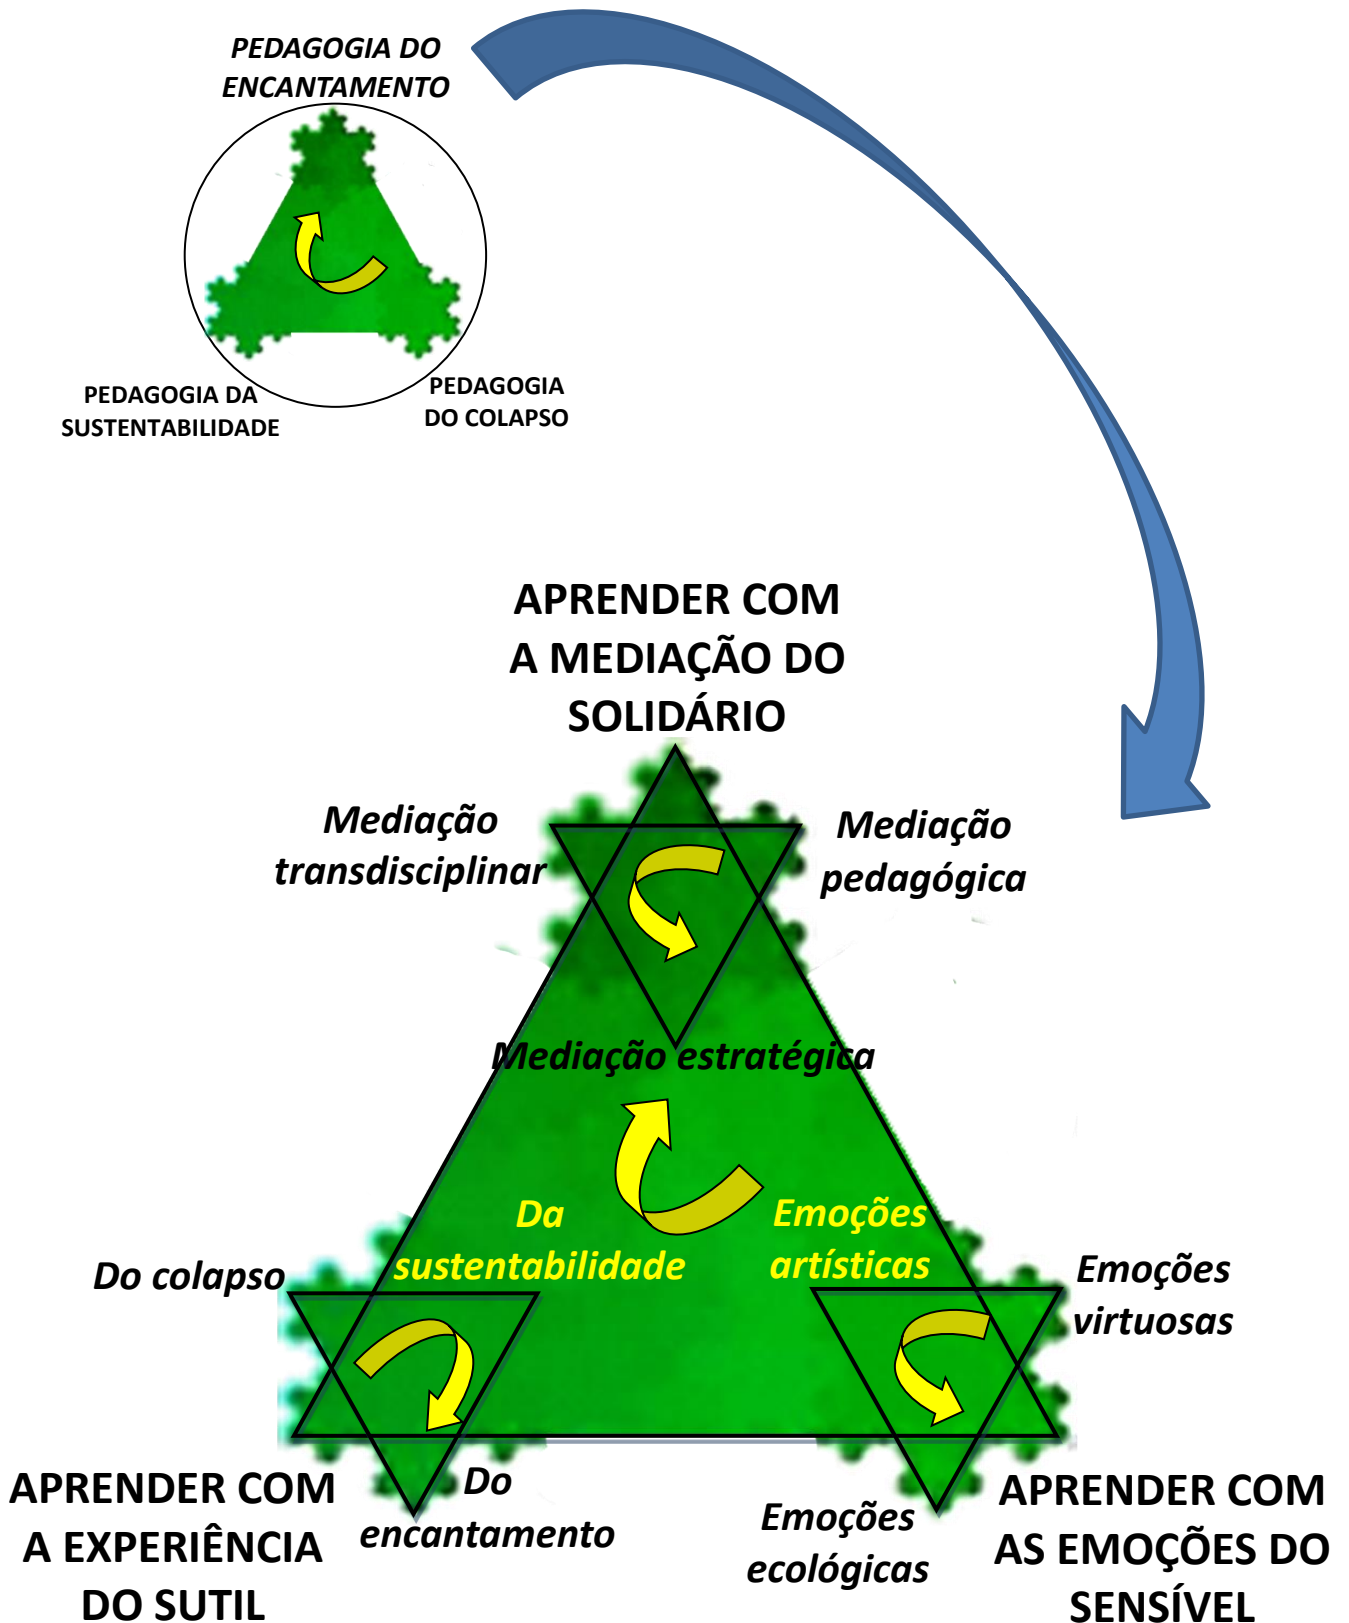 PEDAGOGIA DO
ENCANTAMENTO
PEDAGOGIA DA
SUSTENTABILIDADE
PEDAGOGIA
DO COLAPSO
APRENDER COM
A MEDIAÇÃO DO
SOLIDÁRIO
Mediação
transdisciplinar
Mediação
pedagógica
Mediação estratégica
Da
sustentabilidade
Emoções
artísticas
Do colapso
Emoções
virtuosas
Do
encantamento
Emoções
ecológicas
APRENDER COM
A EXPERIÊNCIA
DO SUTIL
APRENDER COM
AS EMOÇÕES DO
SENSÍVEL